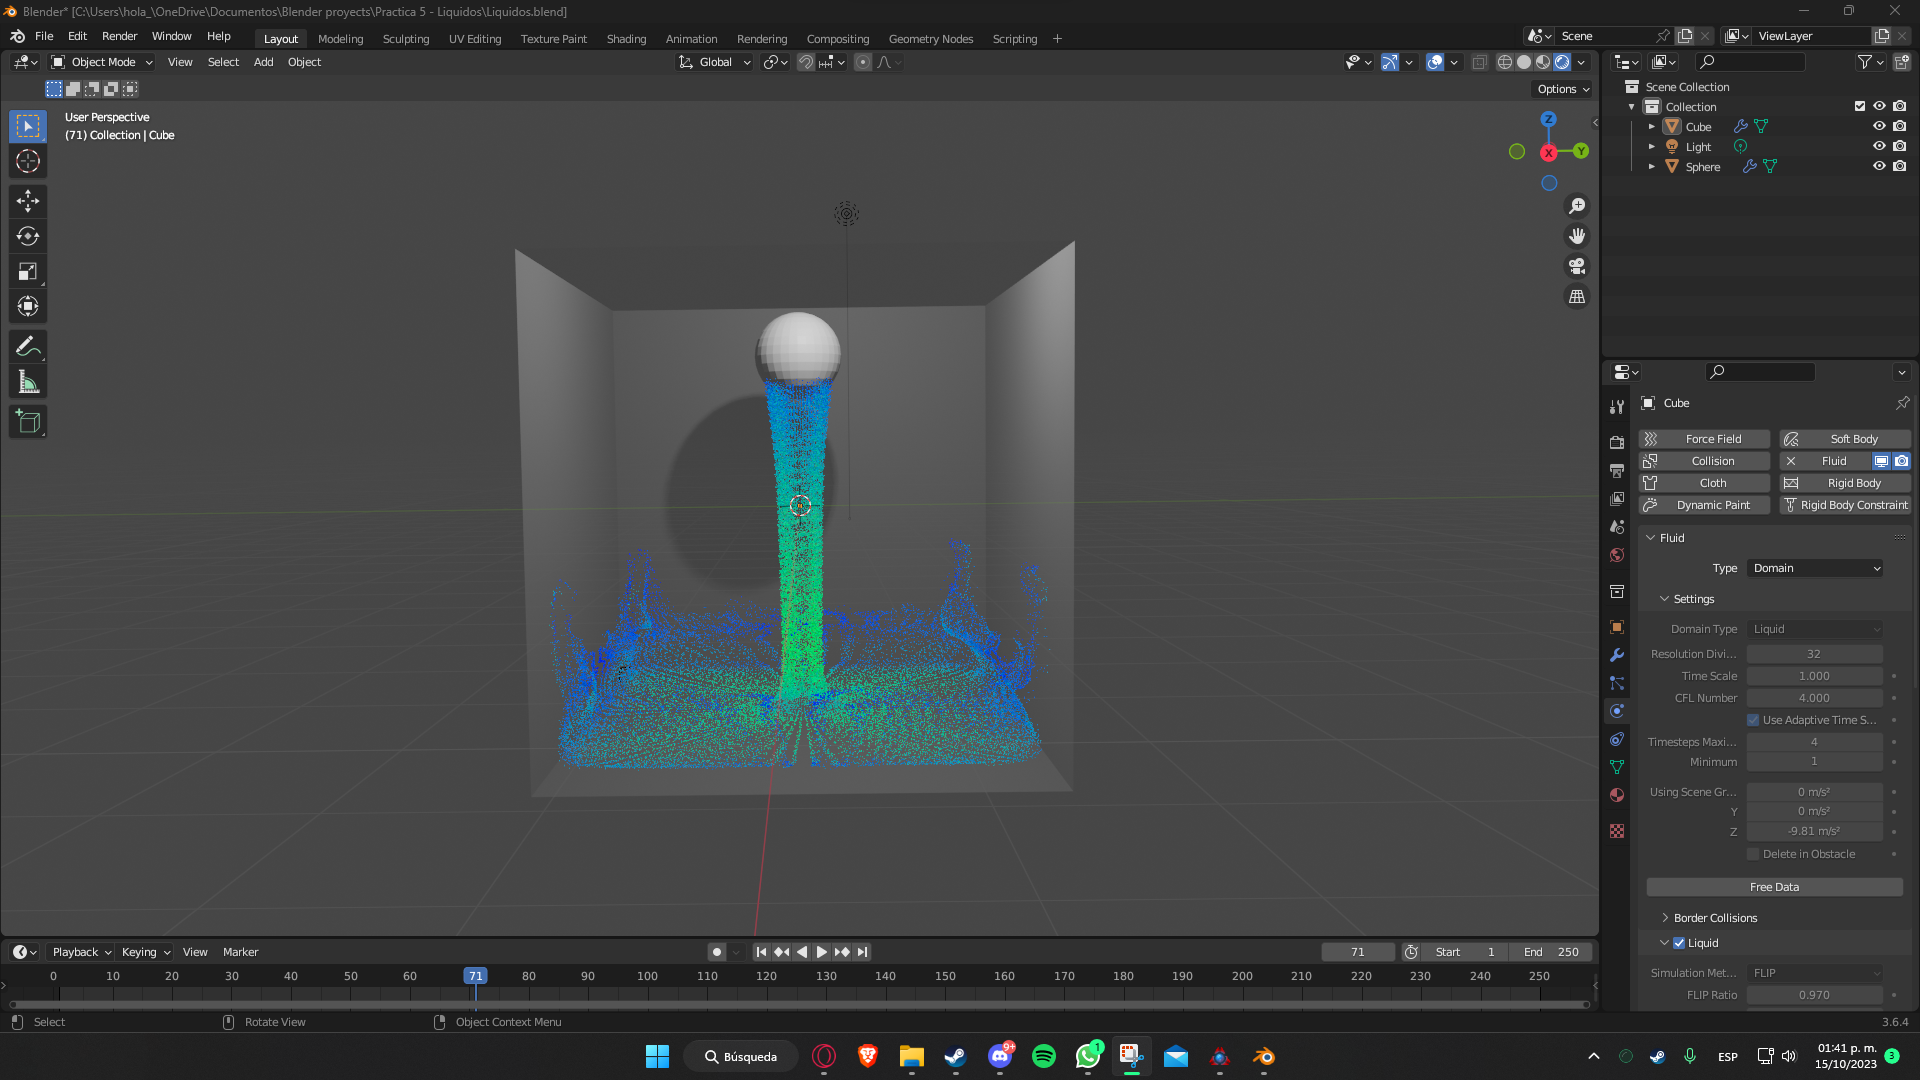 Blender* [C:\Users\hola_\OneDrive\Documentos\Blender proyects\Practica 5 - Liquidos\Liquidos.blend]
File Edit Render Window Help Layout Modeling Sculpting UV Editing Texture Paint Shading Animation Rendering Compositing Geometry Nodes Scripting + Scene ViewLayer
Object Mode View Select Add Object Global
Options
User Perspective
(71) Collection | Cube
Z
X
Y
Scene Collection
Collection
Cube
Light
Sphere
Cube
Force Field Soft Body
Collision Fluid
Cloth Rigid Body
Dynamic Paint Rigid Body Constraint
Fluid
Type Domain
Settings
Domain Type Liquid
Resolution Divi... 32
Time Scale 1.000
CFL Number 4.000
Use Adaptive Time S...
Timesteps Maxi... 4
Minimum 1
Using Scene Gr... 0 m/s²
Y 0 m/s²
Z -9.81 m/s²
Delete in Obstacle
Free Data
Border Collisions
Liquid
Simulation Met... FLIP
FLIP Ratio 0.970
Playback Keying View Marker 71 Start 1 End 250
0 10 20 30 40 50 60 71 80 90 100 110 120 130 140 150 160 170 180 190 200 210 220 230 240 250
Select Rotate View Object Context Menu 3.6.4
Búsqueda 9+ 1 ESP 01:41 p. m. 3
15/10/2023